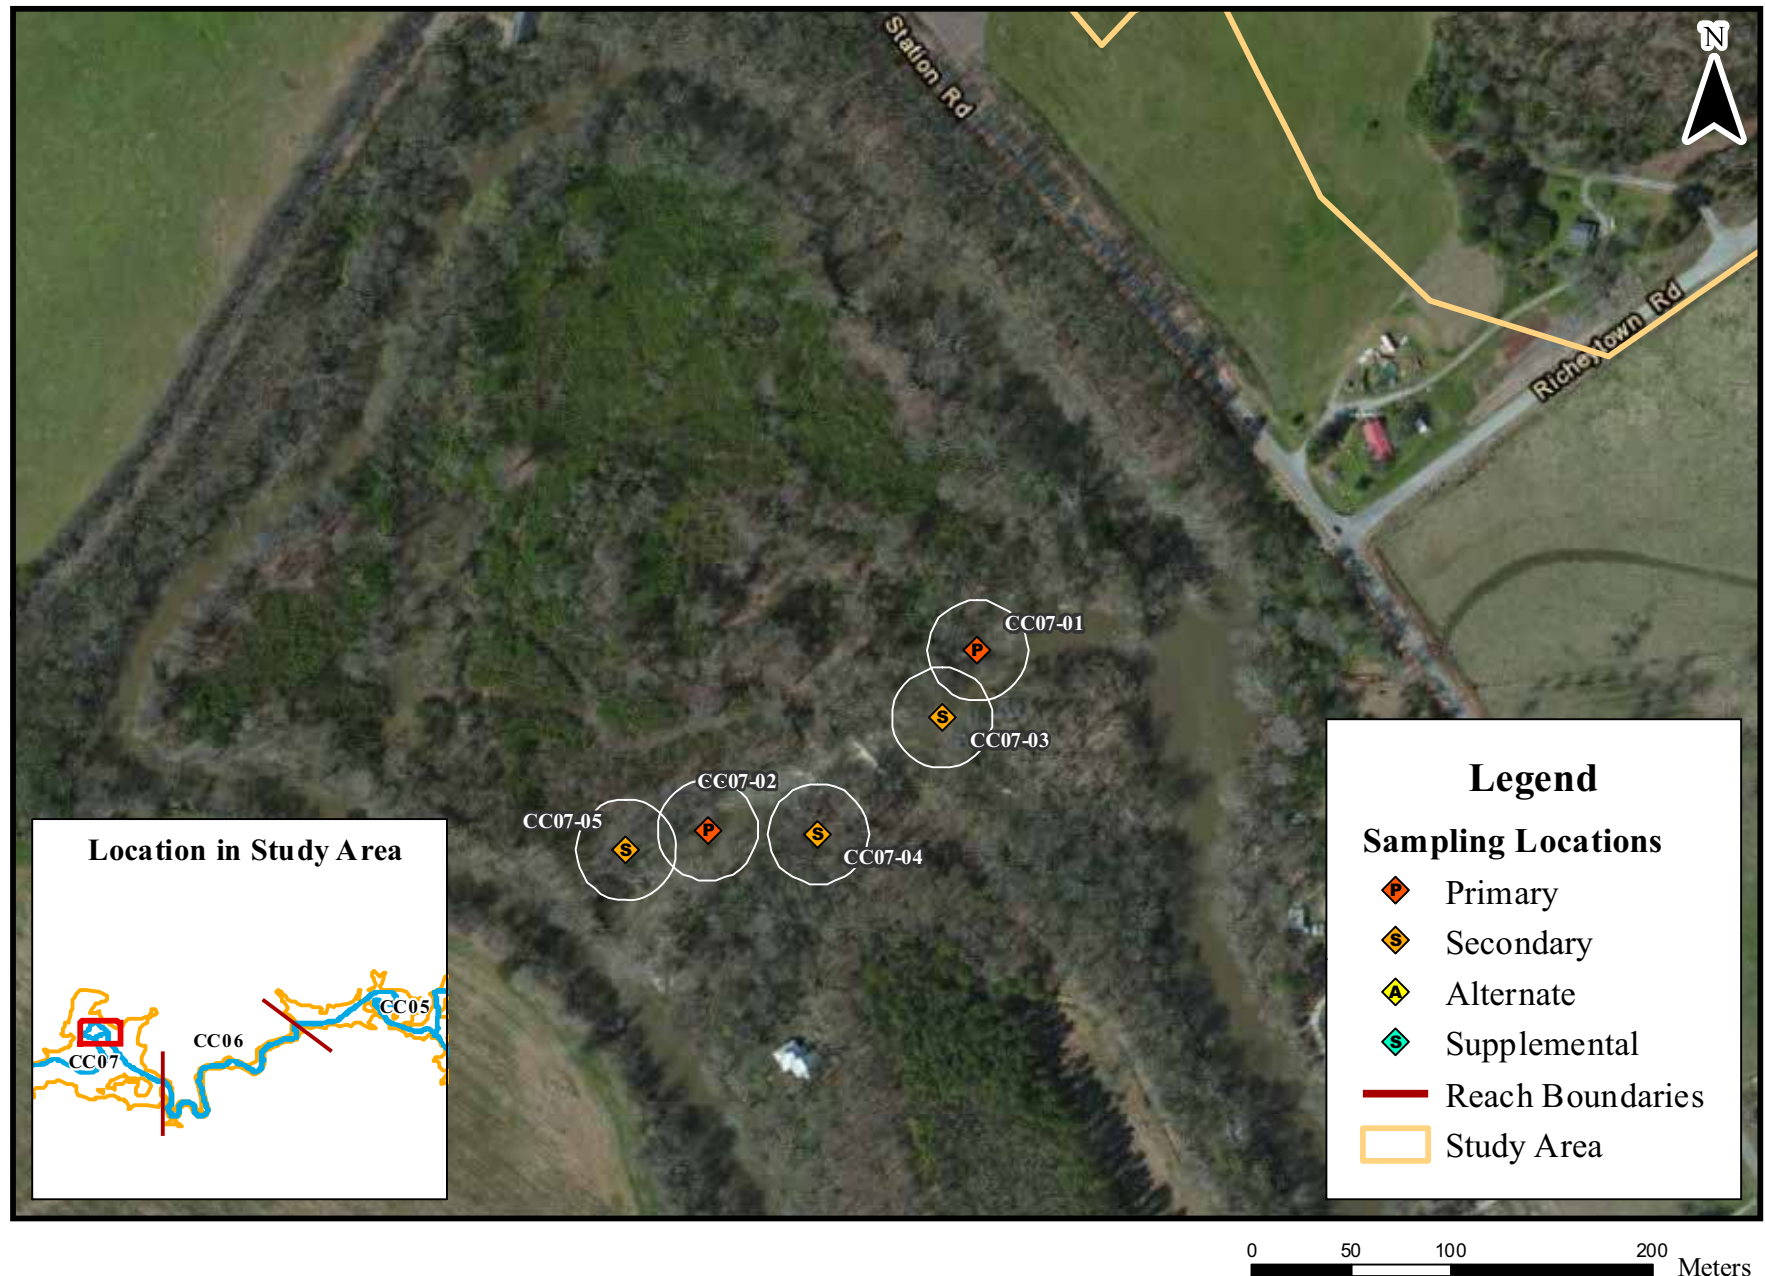 Station Rd
N
Richeytown Rd
CC07-01
P
S
CC07-03
CC07-02
CC07-05
P
S
S
CC07-04
Legend
Sampling Locations
P Primary
S Secondary
A Alternate
S Supplemental
Reach Boundaries
Study Area
Location in Study Area
CC05
CC06
CC07
0 50 100 200
Meters